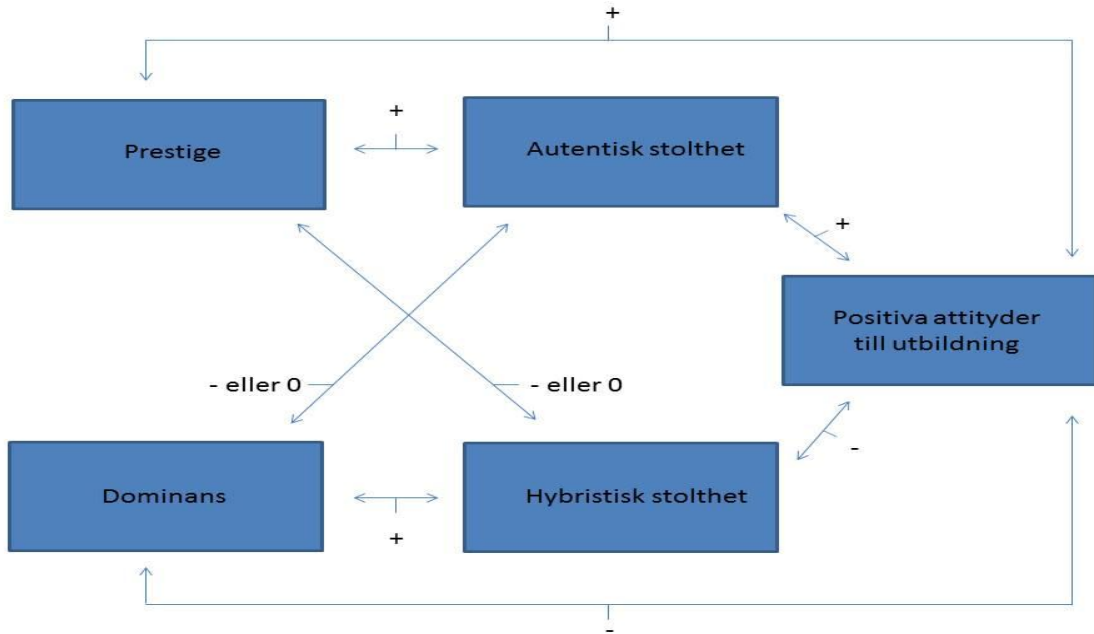 +
+
Prestige
Autentisk stolthet
+
Positiva attityder
till utbildning
- eller 0
- eller 0
-
Dominans
Hybristisk stolthet
+
-